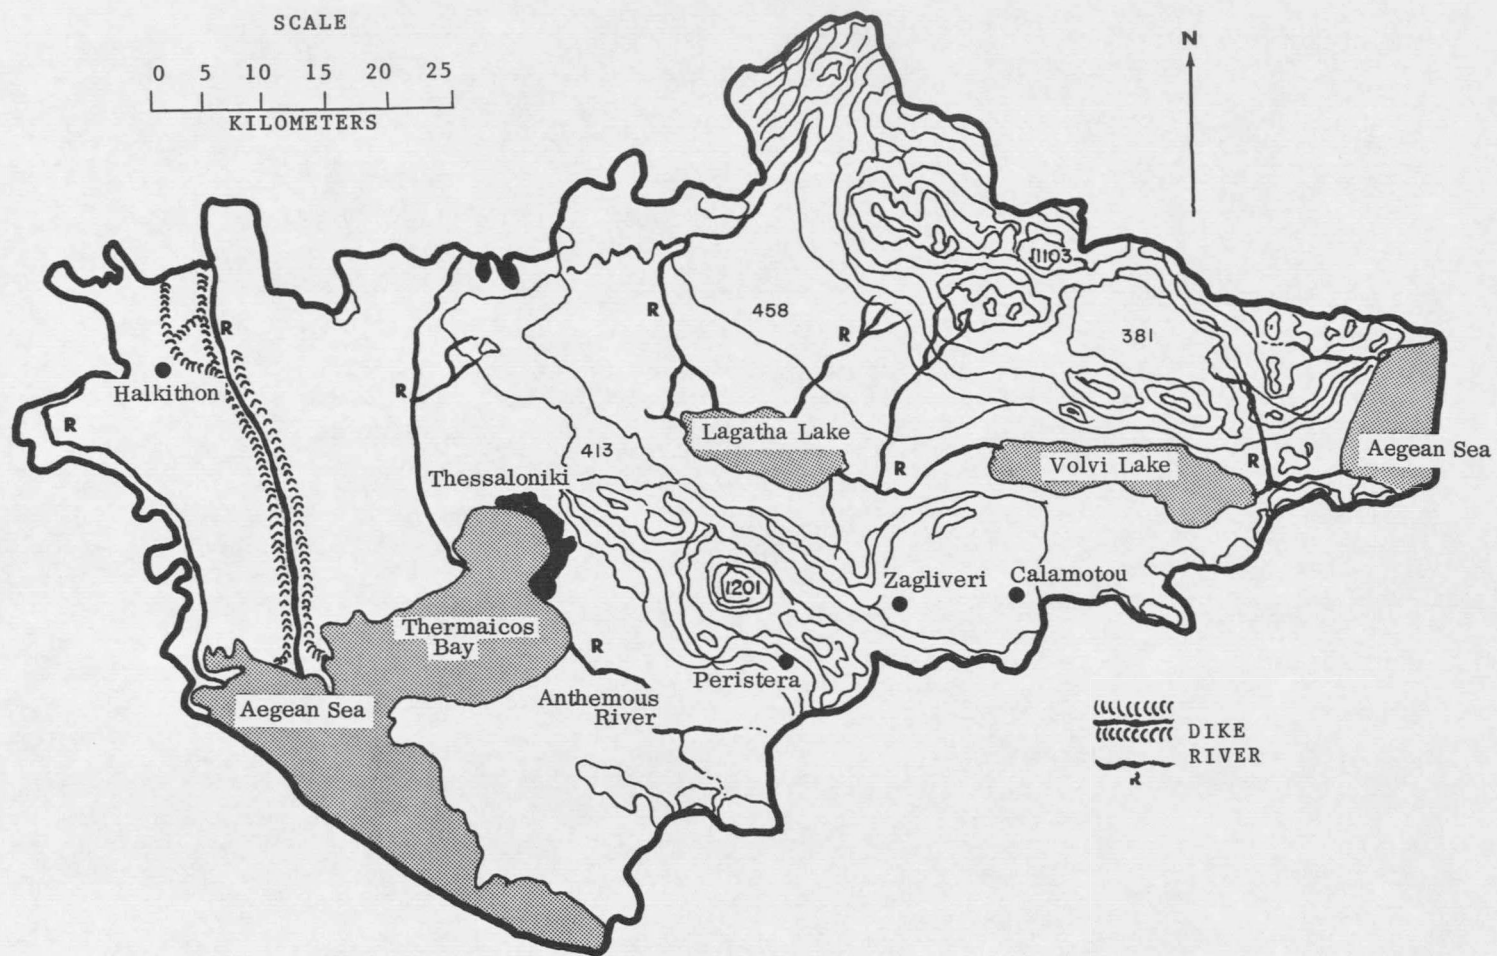 SCALE
0 5 10 15 20 25
KILOMETERS
N
1103
458
381
R
R
R
R
Halkithon
R
Lagatha Lake
413
Thessaloniki
R
Volvi Lake
R
Aegean Sea
1201
Zagliveri
Calamotou
Thermaicos
Bay
R
Peristera
Anthemous
River
Aegean Sea
DIKE
RIVER
R